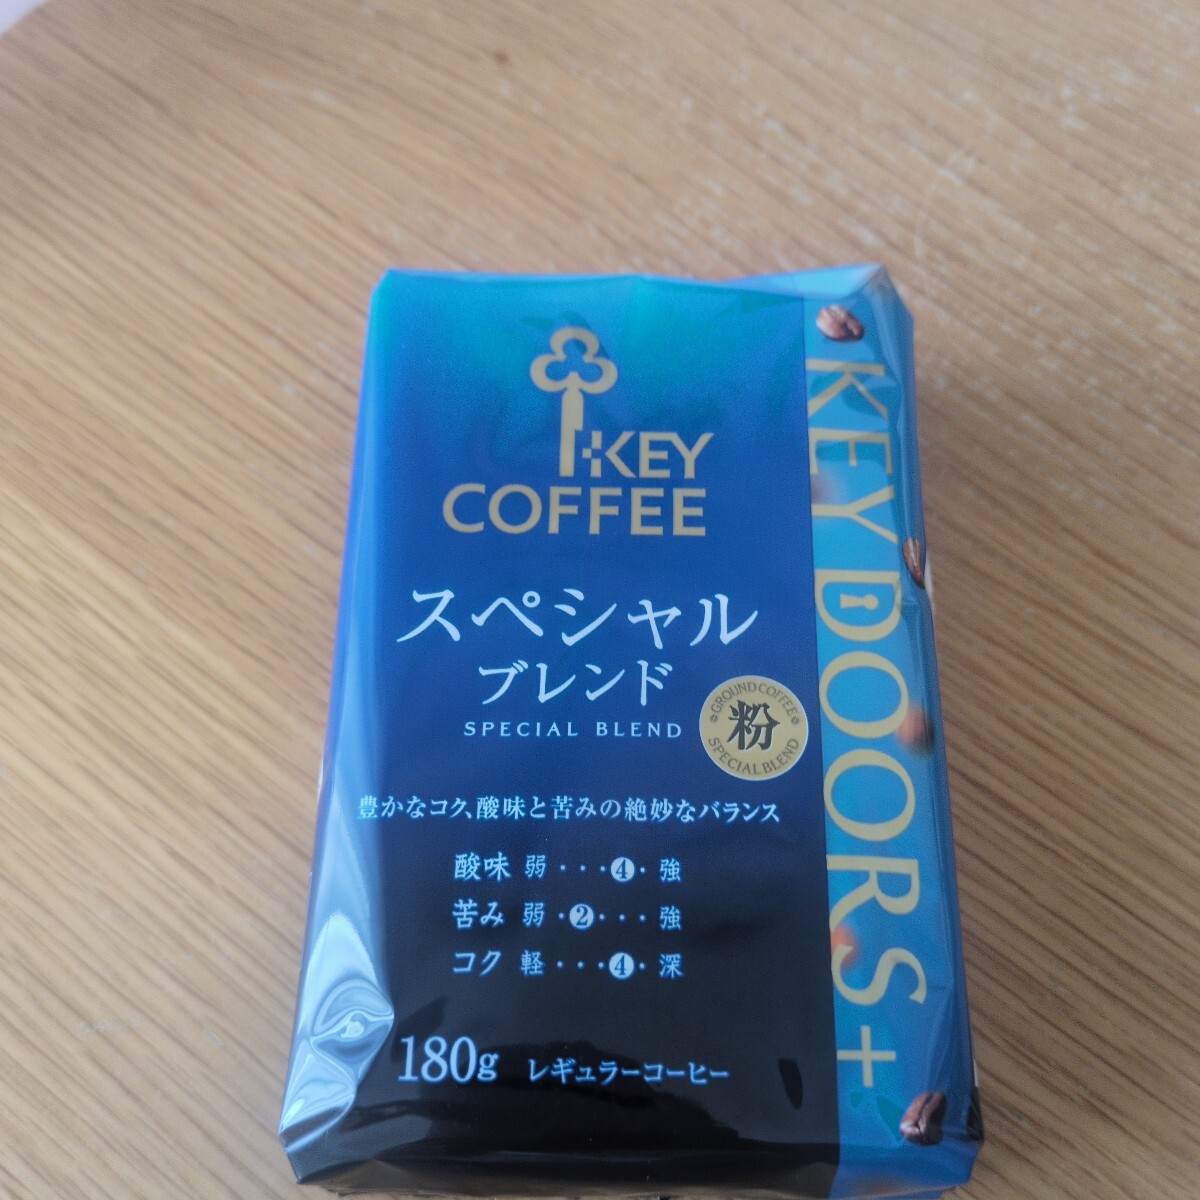 KEY
COFFEE
スペシャル
ブレンド
SPECIAL BLEND
GROUND COFFEE
粉
SPECIAL BLEND
豊かなコク、酸味と苦みの絶妙なバランス
酸味 弱・・・4・強
苦み 弱・2・・・強
コク 軽・・・4・深
180g レギュラーコーヒー
KEY DOORS+